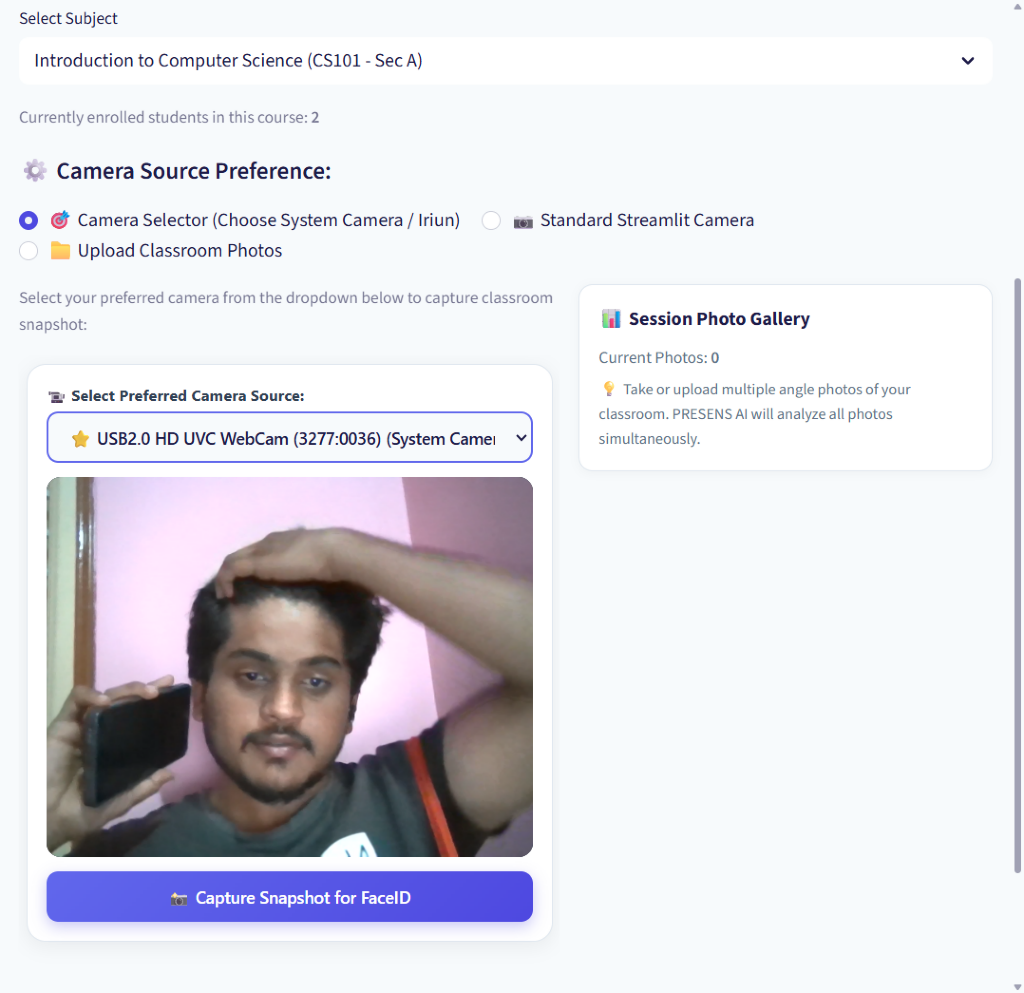 Select Subject
Introduction to Computer Science (CS101 - Sec A)
Currently enrolled students in this course: 2
Camera Source Preference:
Camera Selector (Choose System Camera / Iriun)
Standard Streamlit Camera
Upload Classroom Photos
Select your preferred camera from the dropdown below to capture classroom
snapshot:
Select Preferred Camera Source:
USB2.0 HD UVC WebCam (3277:0036) (System Camer
Capture Snapshot for FaceID
Session Photo Gallery
Current Photos: 0
Take or upload multiple angle photos of your
classroom. PRESENS AI will analyze all photos
simultaneously.